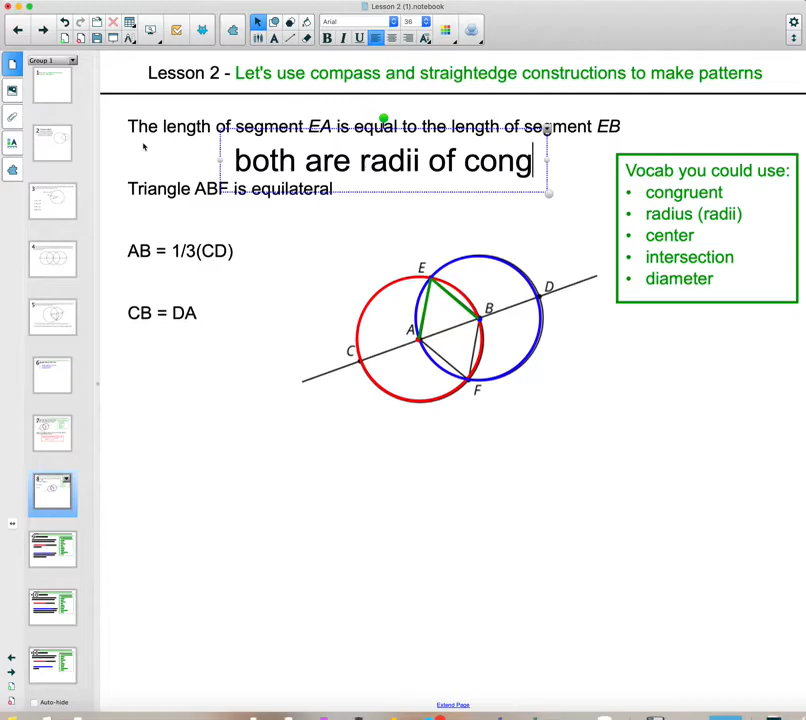 Lesson 2 (1).notebook
Arial
36
B I U
Group 1
Lesson 2 - Let's use compass and straightedge constructions to make patterns
The length of segment EA is equal to the length of segment EB
both are radii of cong
Triangle ABF is equilateral
AB = 1/3(CD)
CB = DA
Vocab you could use:
• congruent
• radius (radii)
• center
• intersection
• diameter
E
D
B
A
C
F
Auto-hide
Extend Page